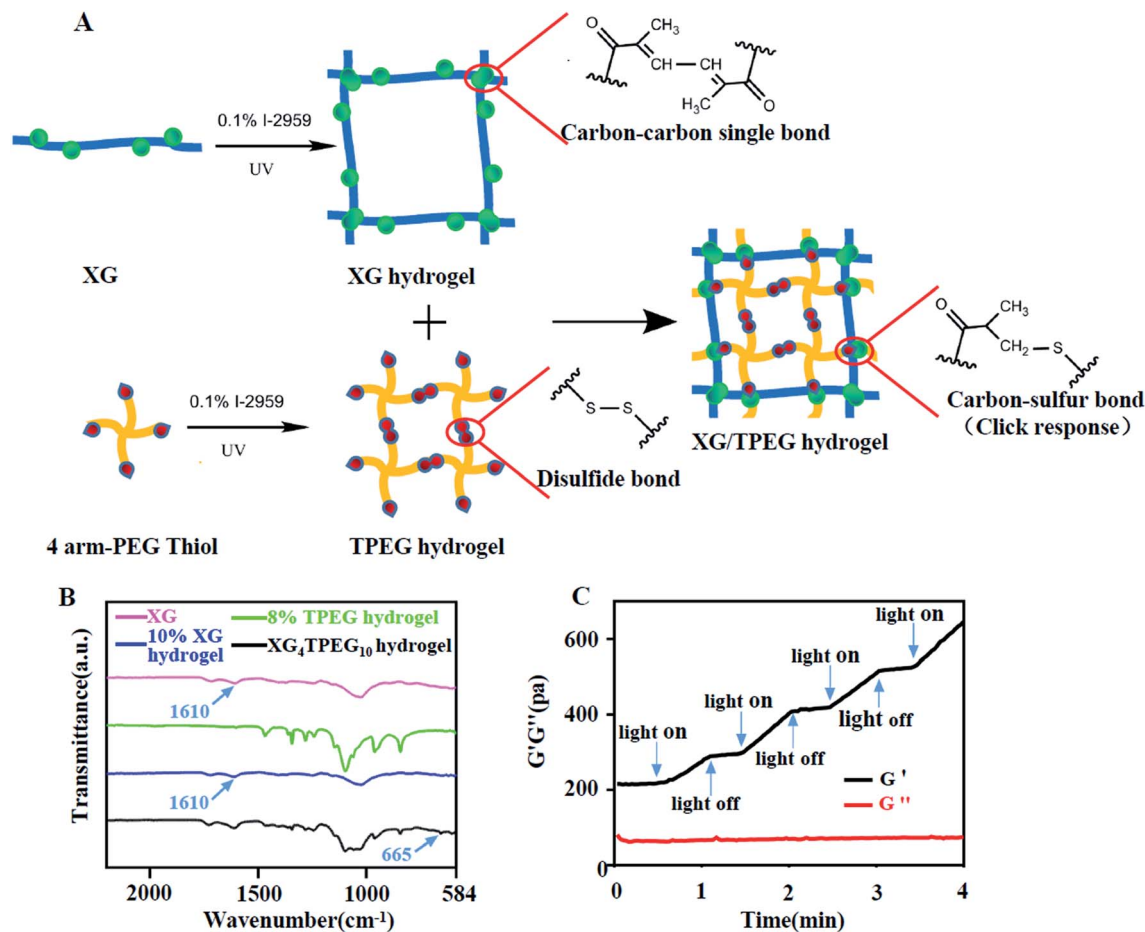 A
O
CH₃
CH
CH
H₃C
O
Carbon-carbon single bond
0.1% I-2959
UV
XG
XG hydrogel
+
O
CH₃
CH₂
S
Carbon-sulfur bond
（Click response）
0.1% I-2959
UV
S
S
Disulfide bond
XG/TPEG hydrogel
4 arm-PEG Thiol
TPEG hydrogel
B
XG
8% TPEG hydrogel
10% XG
hydrogel
XG₄TPEG₁₀ hydrogel
1610
1610
665
Transmittance(a.u.)
2000
1500
1000
584
Wavenumber(cm⁻¹)
C
light on
light on
light on
light on
light off
light off
light off
G'
G''
G'G''(pa)
600
400
200
0
0
1
2
3
4
Time(min)